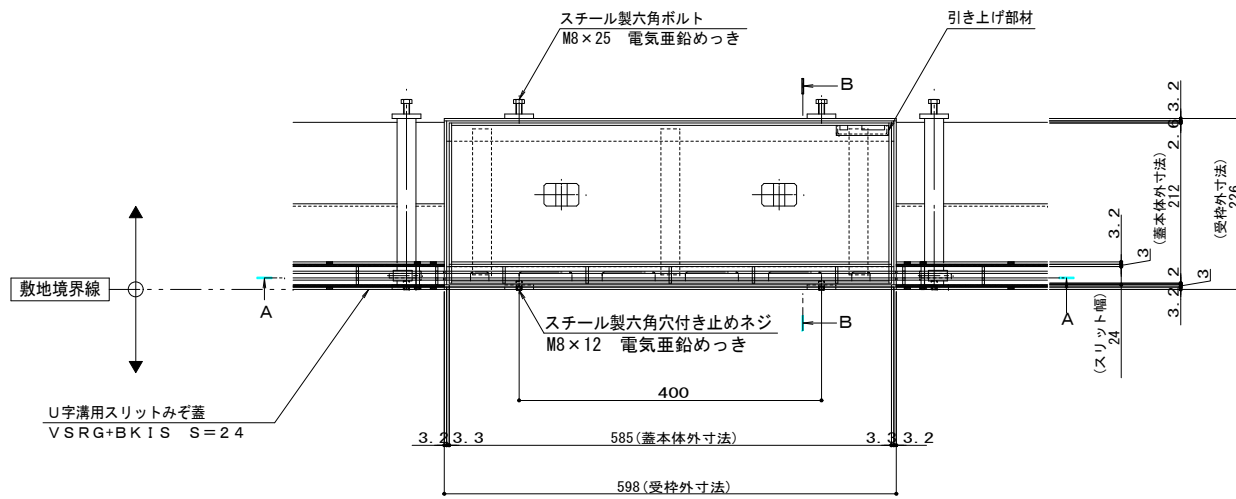 スチール製六角ボルト
M8×25 電気亜鉛めっき
引き上げ部材
B
3.2
2.6
(蓋本体外寸法)
212
(受枠外寸法)
226
3.2
3
敷地境界線
A
A
3
3.2
(スリット幅)
24
スチール製六角穴付き止めネジ
M8×12 電気亜鉛めっき
B
400
U字溝用スリットみぞ蓋
VSRG+BKIS S=24
3.2 3.3
585(蓋本体外寸法)
3.3 3.2
598(受枠外寸法)